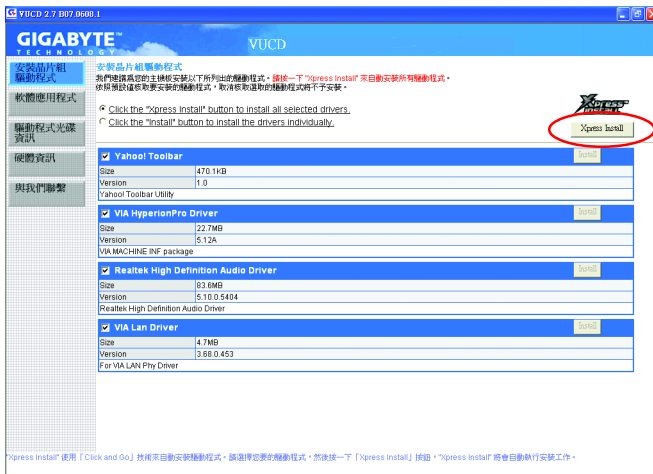 VUCD 2.7 B07.0608.1
GIGABYTE™
TECHNOLOGY
VUCD
安裝晶片組
驅動程式
軟體應用程式
驅動程式光碟
資訊
硬體資訊
與我們聯繫
安裝晶片組驅動程式
我們建議為您的主機板安裝以下所列出的驅動程式。請按一下 "Xpress Install" 來自動安裝所有驅動程式。
依照預設值核取要安裝的驅動程式，取消核取選取的驅動程式將不予安裝。
Click the "Xpress Install" button to install all selected drivers.
Click the "Install" button to install the drivers individually.
Xpress
INSTALL
Xpress Install
Yahoo! Toolbar
Install
Size 470.1KB
Version 1.0
Yahoo! Toolbar Utility
VIA HyperionPro Driver
Install
Size 22.7MB
Version 5.12A
VIA MACHINE INF package
Realtek High Definition Audio Driver
Install
Size 83.6MB
Version 5.10.0.5404
Realtek High Definition Audio Driver
VIA Lan Driver
Install
Size 4.7MB
Version 3.68.0.453
For VIA LAN Phy Driver
"Xpress Install" 使用「Click and Go」技術來自動安裝驅動程式。請選擇您要的驅動程式，然後按一下「Xpress Install」按鈕，"Xpress Install" 將會自動執行安裝工作。